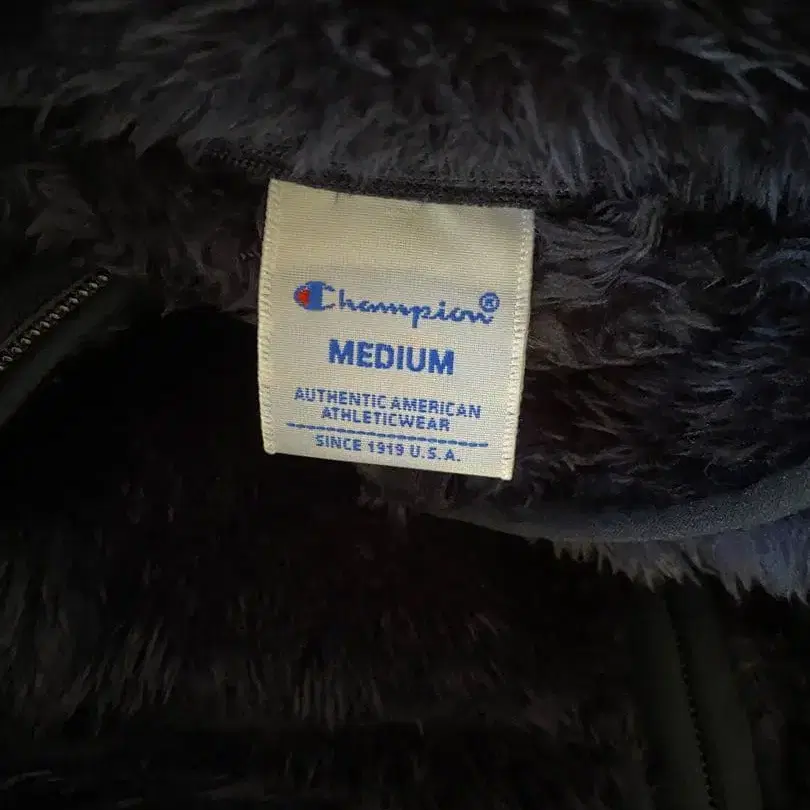 Champion®
MEDIUM
AUTHENTIC AMERICAN
ATHLETICWEAR
SINCE 1919 U.S.A.